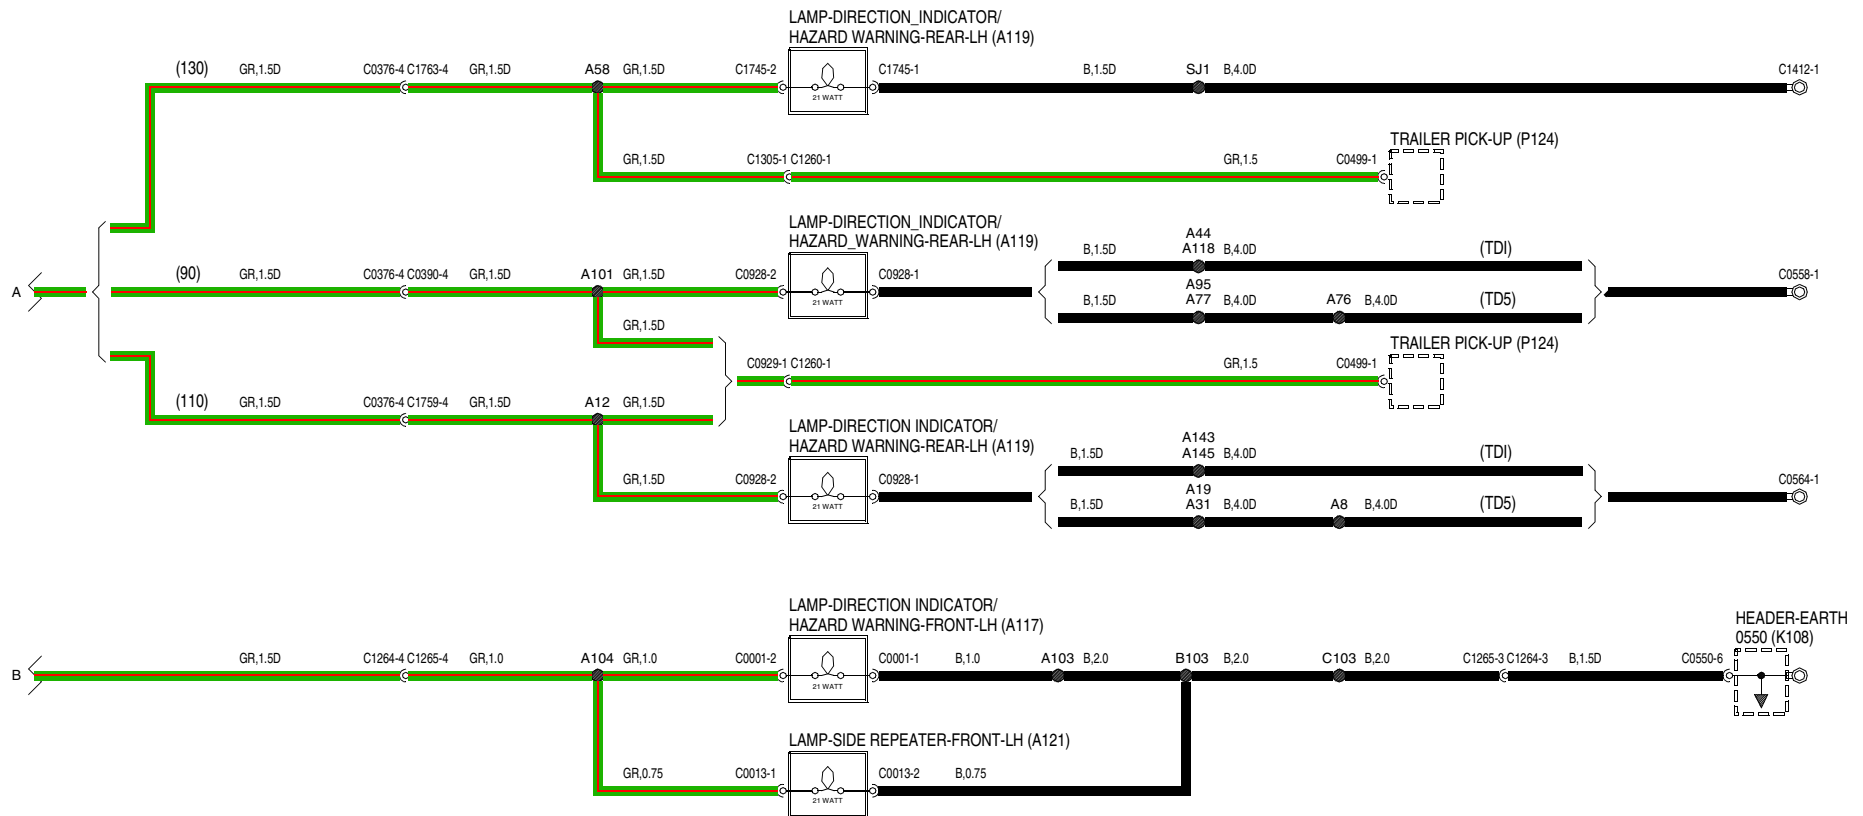 LAMP-DIRECTION_INDICATOR/
HAZARD WARNING-REAR-LH (A119)
(130) GR,1.5D C0376-4 C1763-4 GR,1.5D A58 GR,1.5D C1745-2 C1745-1 B,1.5D SJ1 B,4.0D C1412-1
21 WATT
TRAILER PICK-UP (P124)
GR,1.5D C1305-1 C1260-1 GR,1.5 C0499-1
LAMP-DIRECTION_INDICATOR/
HAZARD_WARNING-REAR-LH (A119)
A44
B,1.5D A118 B,4.0D (TDI)
A (90) GR,1.5D C0376-4 C0390-4 GR,1.5D A101 GR,1.5D C0928-2 C0928-1 C0558-1
21 WATT
A95
B,1.5D A77 B,4.0D A76 B,4.0D (TD5)
GR,1.5D
TRAILER PICK-UP (P124)
C0929-1 C1260-1 GR,1.5 C0499-1
(110) GR,1.5D C0376-4 C1759-4 GR,1.5D A12 GR,1.5D
LAMP-DIRECTION INDICATOR/
HAZARD WARNING-REAR-LH (A119)
A143
B,1.5D A145 B,4.0D (TDI)
GR,1.5D C0928-2 C0928-1 C0564-1
21 WATT
A19
B,1.5D A31 B,4.0D A8 B,4.0D (TD5)
LAMP-DIRECTION INDICATOR/
HAZARD WARNING-FRONT-LH (A117)
HEADER-EARTH
0550 (K108)
B GR,1.5D C1264-4 C1265-4 GR,1.0 A104 GR,1.0 C0001-2 C0001-1 B,1.0 A103 B,2.0 B103 B,2.0 C103 B,2.0 C1265-3 C1264-3 B,1.5D C0550-6
21 WATT
LAMP-SIDE REPEATER-FRONT-LH (A121)
GR,0.75 C0013-1 C0013-2 B,0.75
21 WATT